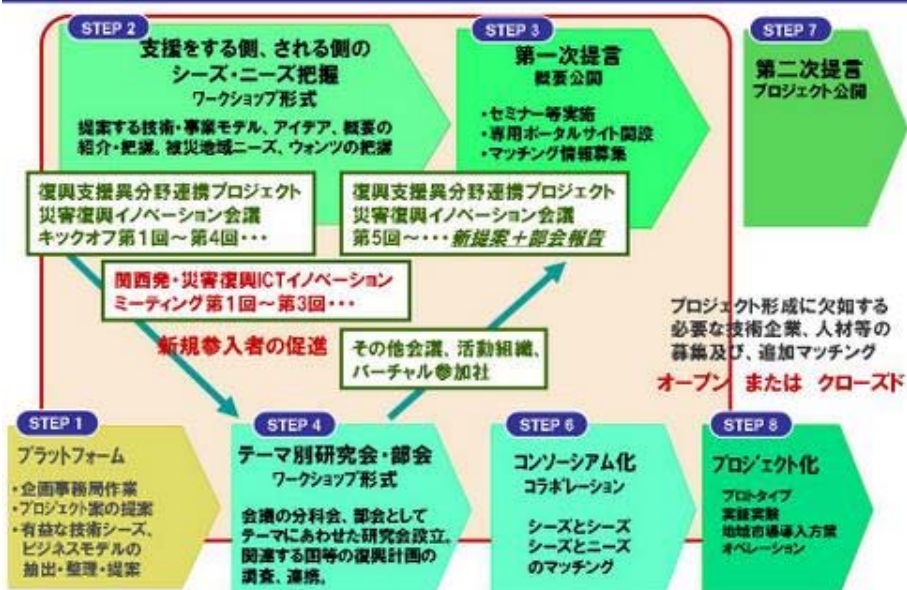 STEP 2
支援をする側、される側の
シーズ・ニーズ把握
ワークショップ形式
提案する技術・事業モデル、アイデア、概要の
紹介・把握。被災地域ニーズ、ウォンツの把握
STEP 3
第一次提言
概要公開
・セミナー等実施
・専用ポータルサイト開設
・マッチング情報募集
STEP 7
第二次提言
プロジェクト公開
復興支援異分野連携プロジェクト
災害復興イノベーション会議
キックオフ第1回～第4回・・・
復興支援異分野連携プロジェクト
災害復興イノベーション会議
第5回～・・・新提案+部会報告
関西発・災害復興ICTイノベーション
ミーティング第1回～第3回・・・
新規参入者の促進
その他会議、活動組織、
バーチャル参加社
プロジェクト形成に欠如する
必要な技術企業、人材等の
募集及び、追加マッチング
オープン または クローズド
STEP 1
プラットフォーム
・企画事務局作業
・プロジェクト案の提案
・有益な技術シーズ、
ビジネスモデルの
抽出・整理・提案
STEP 4
テーマ別研究会・部会
ワークショップ形式
会議の分科会、部会として
テーマにあわせた研究会設立。
関連する国等の復興計画の
調査、連携。
STEP 6
コンソーシアム化
コラボレーション
シーズとシーズ
シーズとニーズ
のマッチング
STEP 8
プロジェクト化
プロトタイプ
実証実験
地域市場導入方策
オペレーション